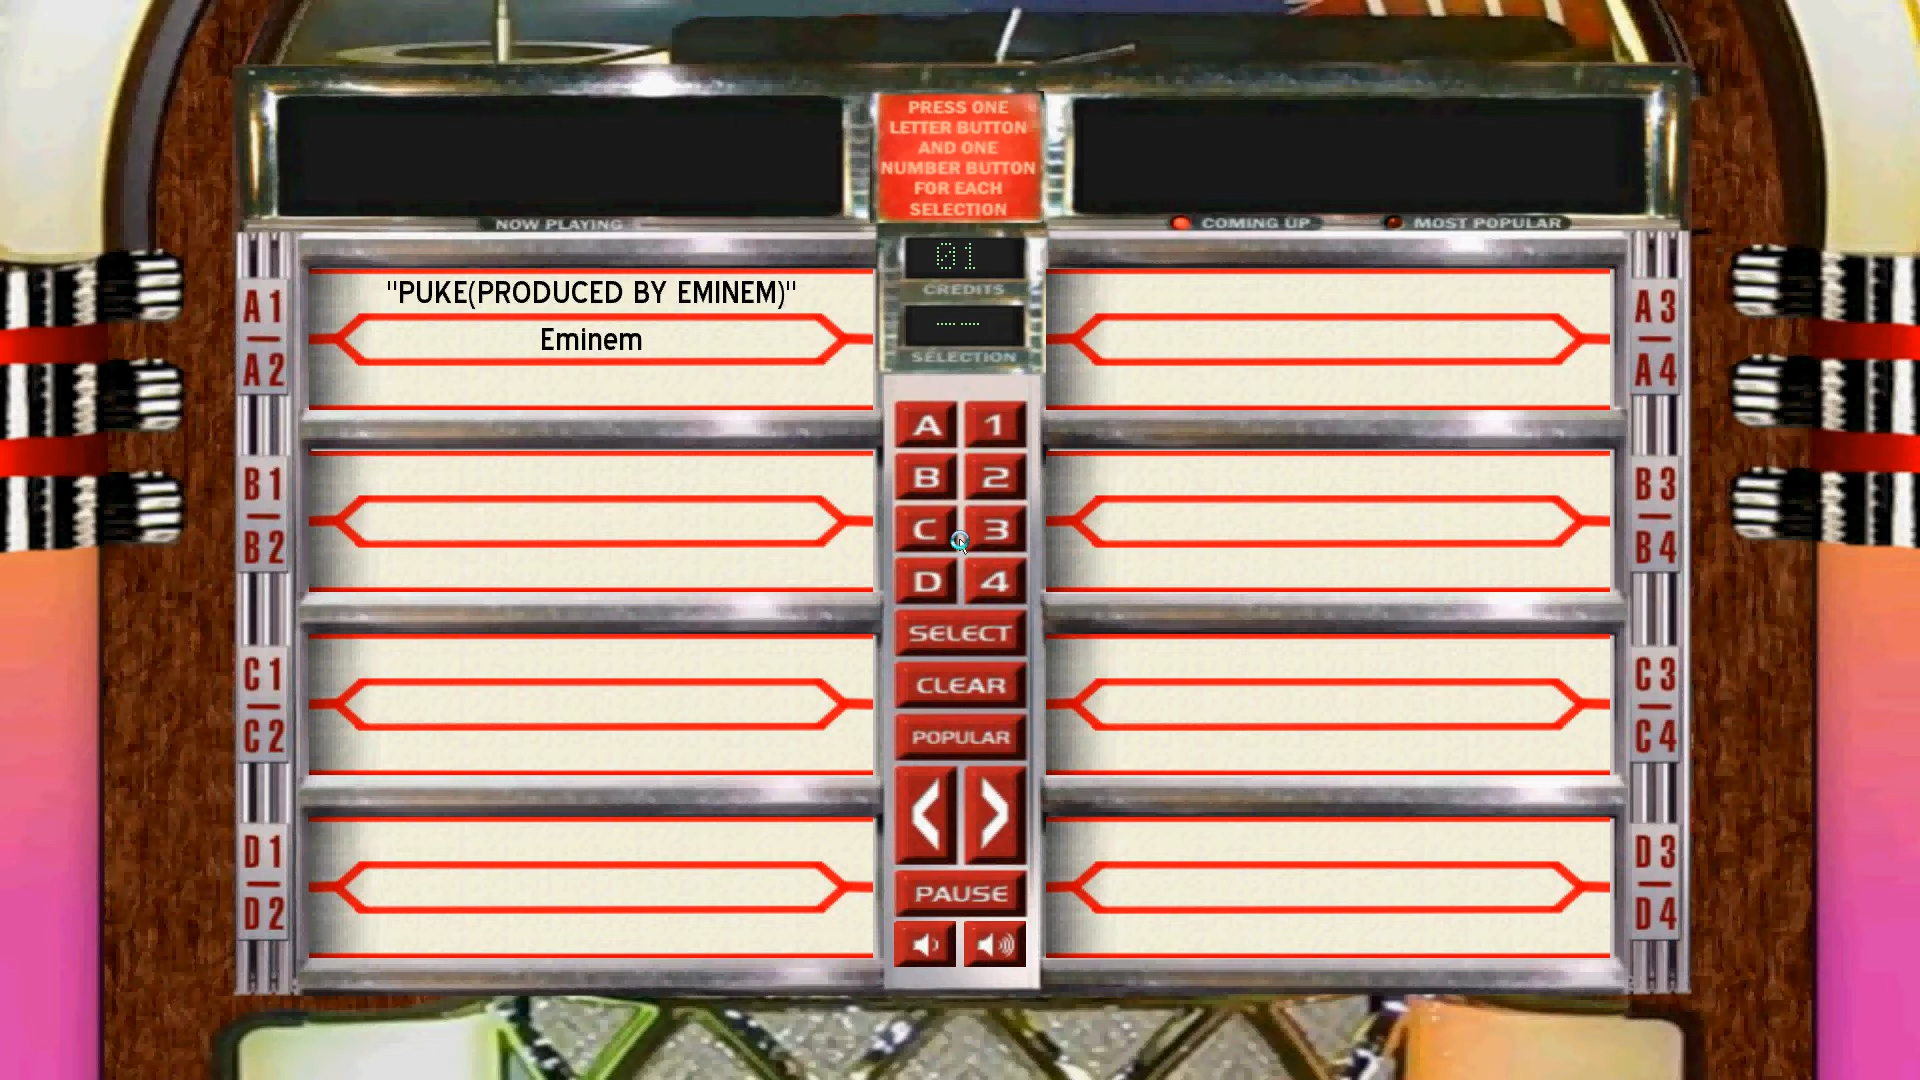 PRESS ONE
LETTER BUTTON
AND ONE
NUMBER BUTTON
FOR EACH
SELECTION
NOW PLAYING
COMING UP
MOST POPULAR
01
CREDITS
SELECTION
A1
A2
"PUKE(PRODUCED BY EMINEM)"
Eminem
A3
A4
B1
B2
B3
B4
C1
C2
C3
C4
D1
D2
D3
D4
A 1
B 2
C 3
D 4
SELECT
CLEAR
POPULAR
PAUSE